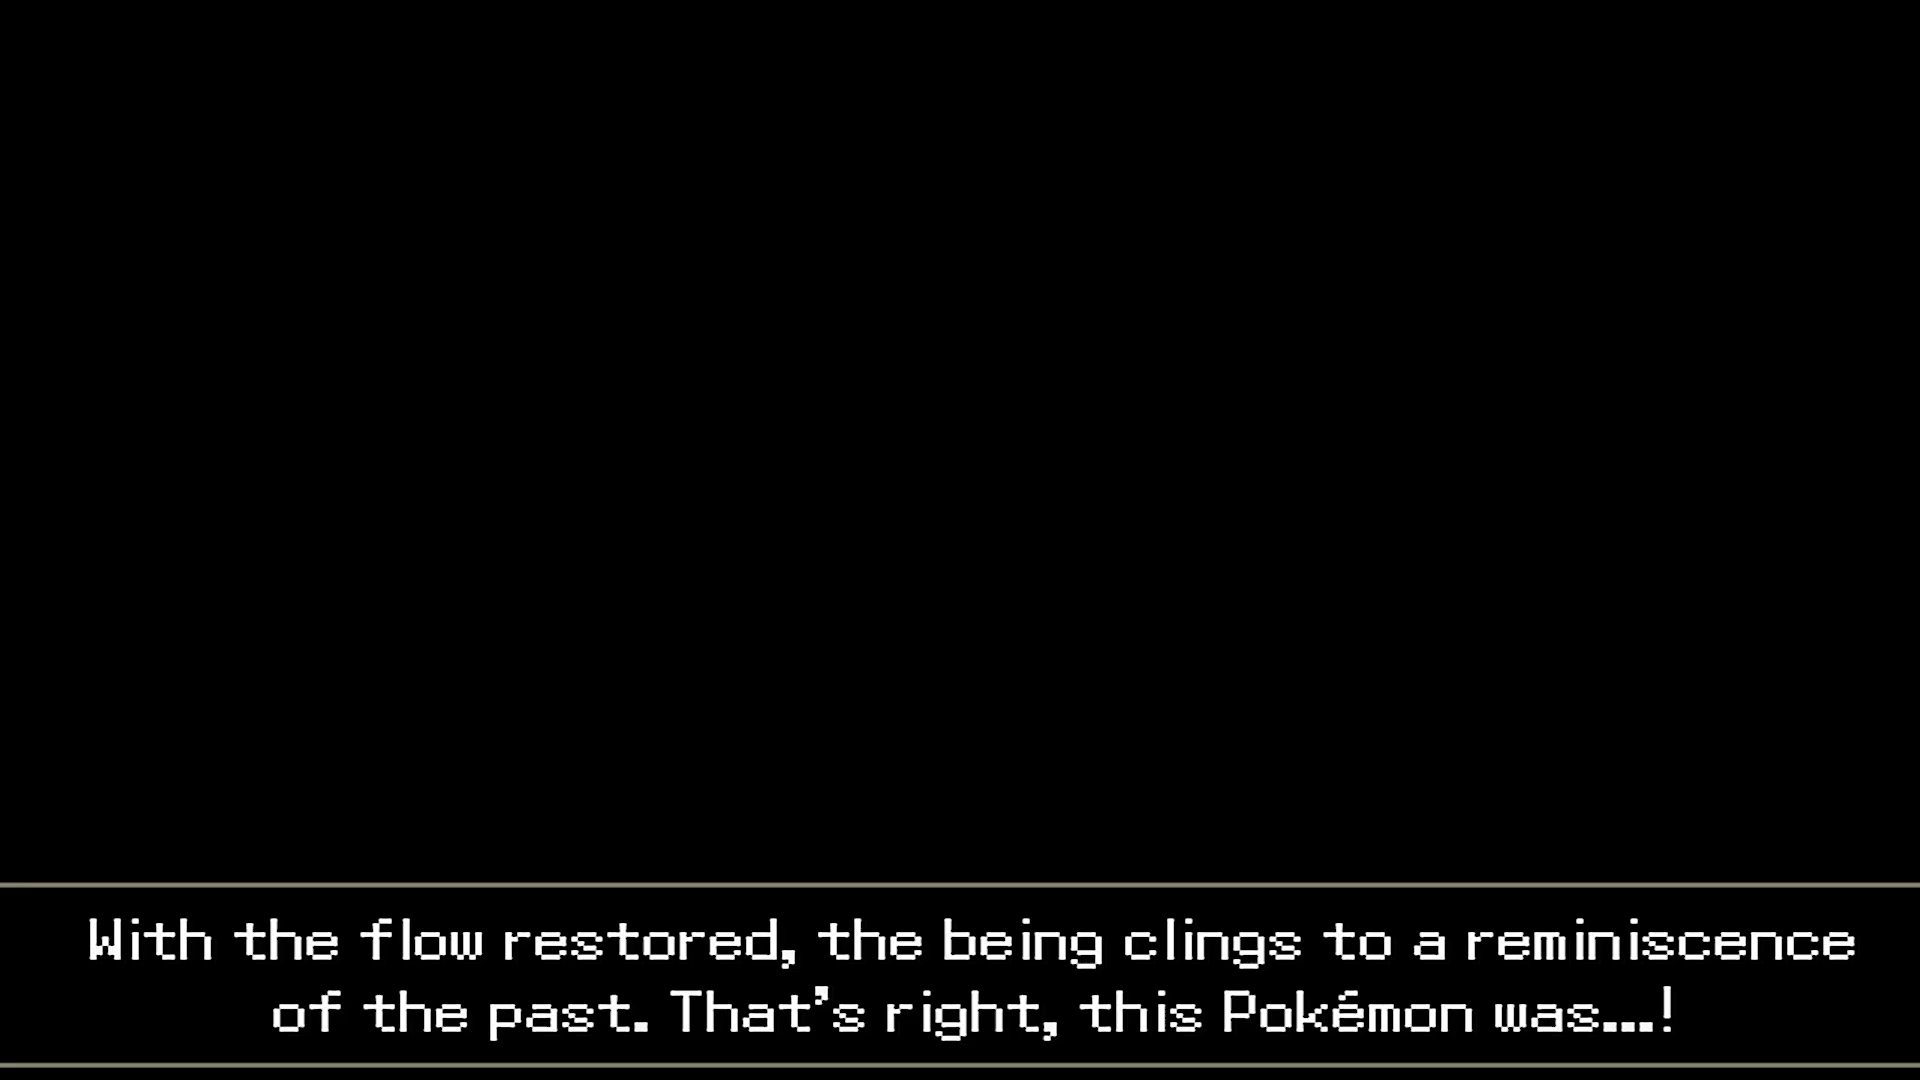 With the flow restored, the being clings to a reminiscence
of the past. That's right, this Pokémon was...!